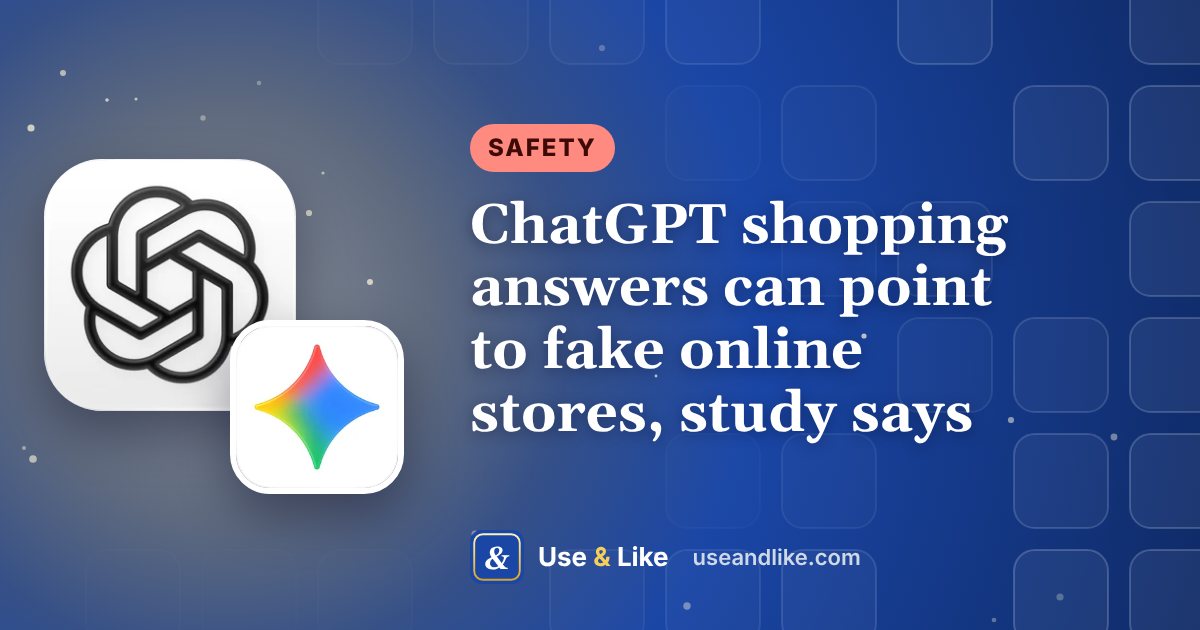 SAFETY
ChatGPT shopping
answers can point
to fake online
stores, study says
& Use & Like useandlike.com